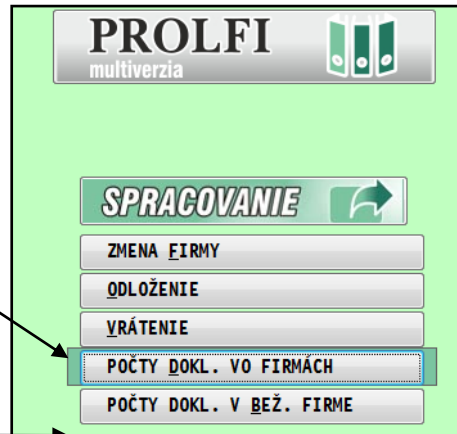 PROLFI
multiverzia
SPRACOVANIE
ZMENA FIRMY
ODLOŽENIE
VRÁTENIE
POČTY DOKL. VO FIRMÁCH
POČTY DOKL. V BEŽ. FIRME